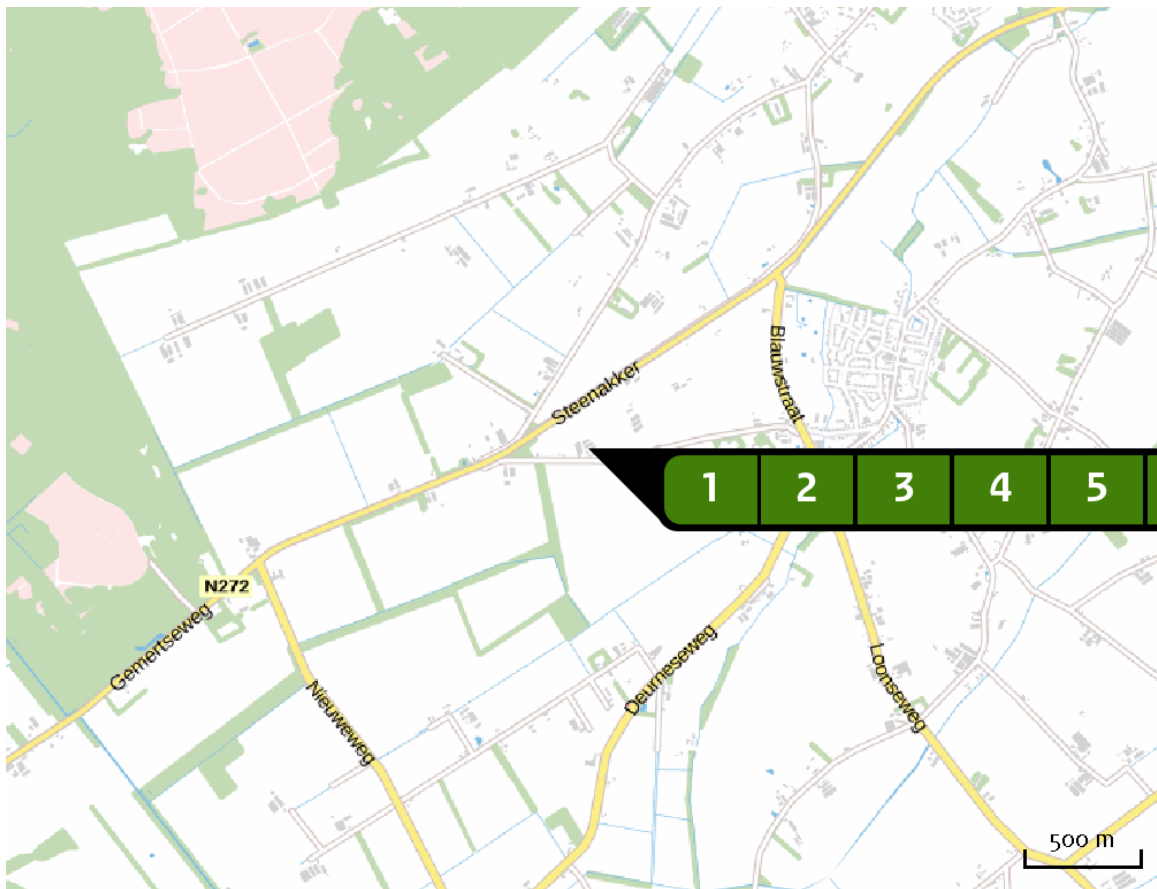 Blauwstraat
Steenakker
1 2 3 4 5
N272
Gemertseweg
Nieuweweg
Deurneseweg
Loonseweg
500 m